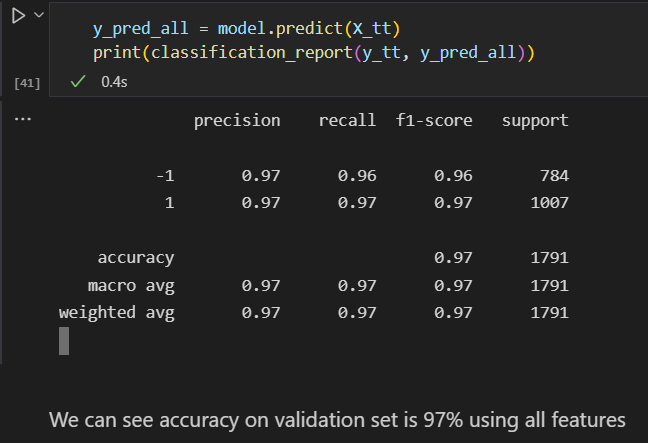 y_pred_all = model.predict(X_tt)
print(classification_report(y_tt, y_pred_all))
[41] 0.4s
... precision recall f1-score support
-1 0.97 0.96 0.96 784
1 0.97 0.97 0.97 1007
accuracy 0.97 1791
macro avg 0.97 0.97 0.97 1791
weighted avg 0.97 0.97 0.97 1791
We can see accuracy on validation set is 97% using all features